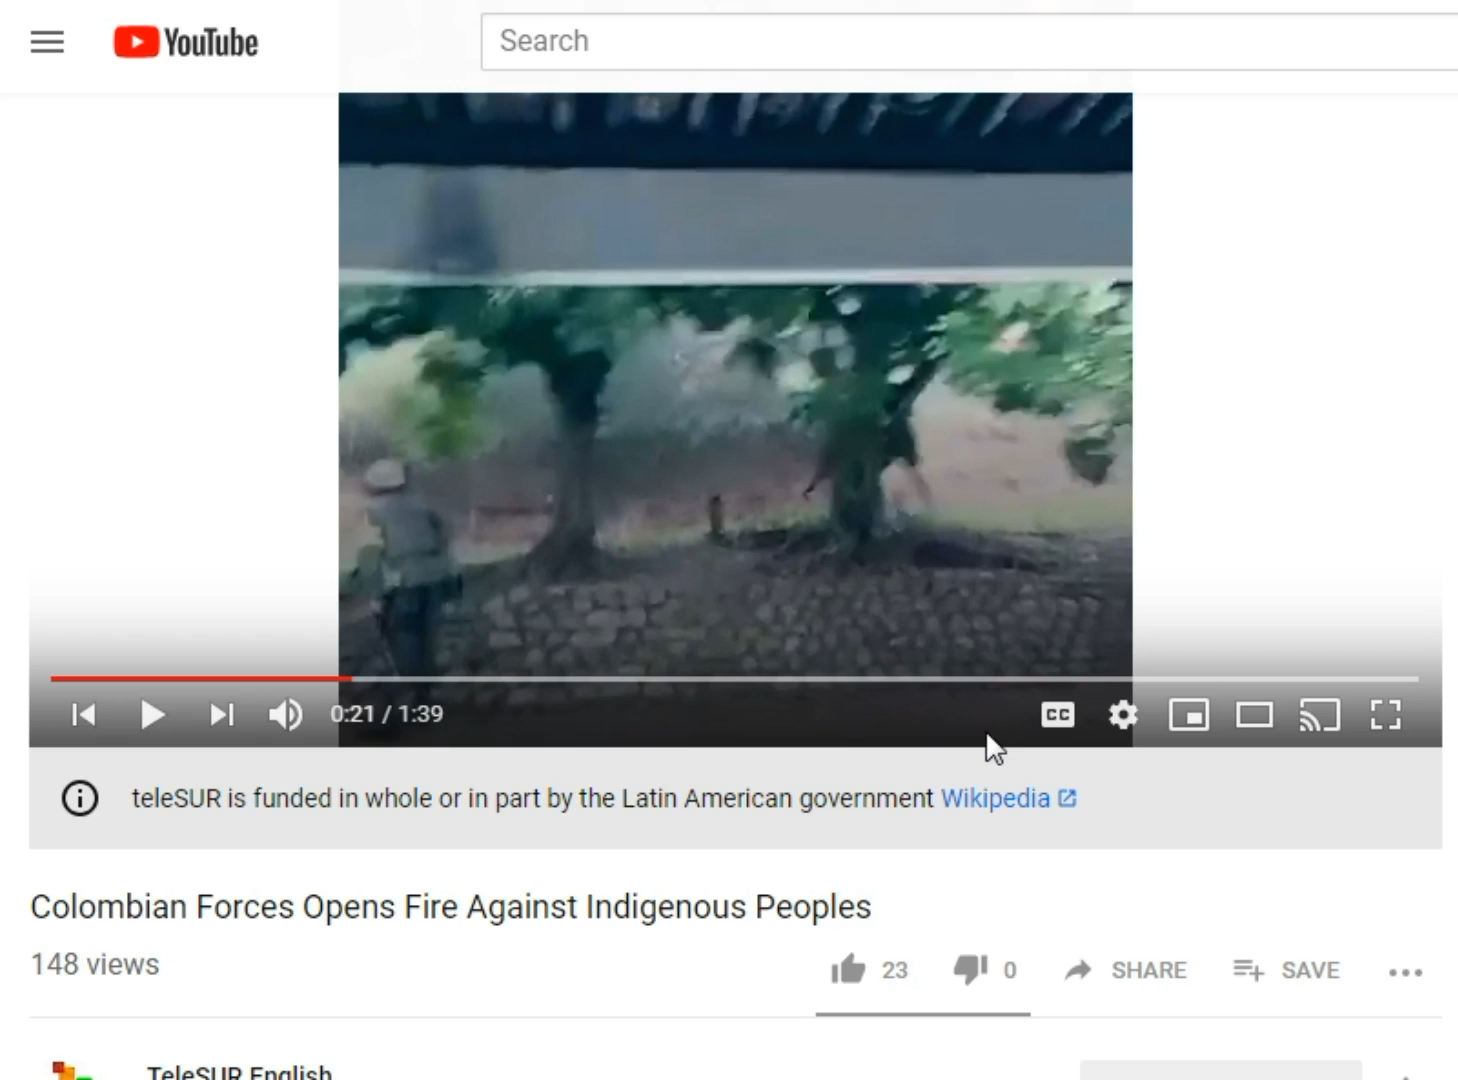 YouTube
Search
0:21 / 1:39
CC
teleSUR is funded in whole or in part by the Latin American government Wikipedia
Colombian Forces Opens Fire Against Indigenous Peoples
148 views
23
0
SHARE
SAVE
TeleSUR English